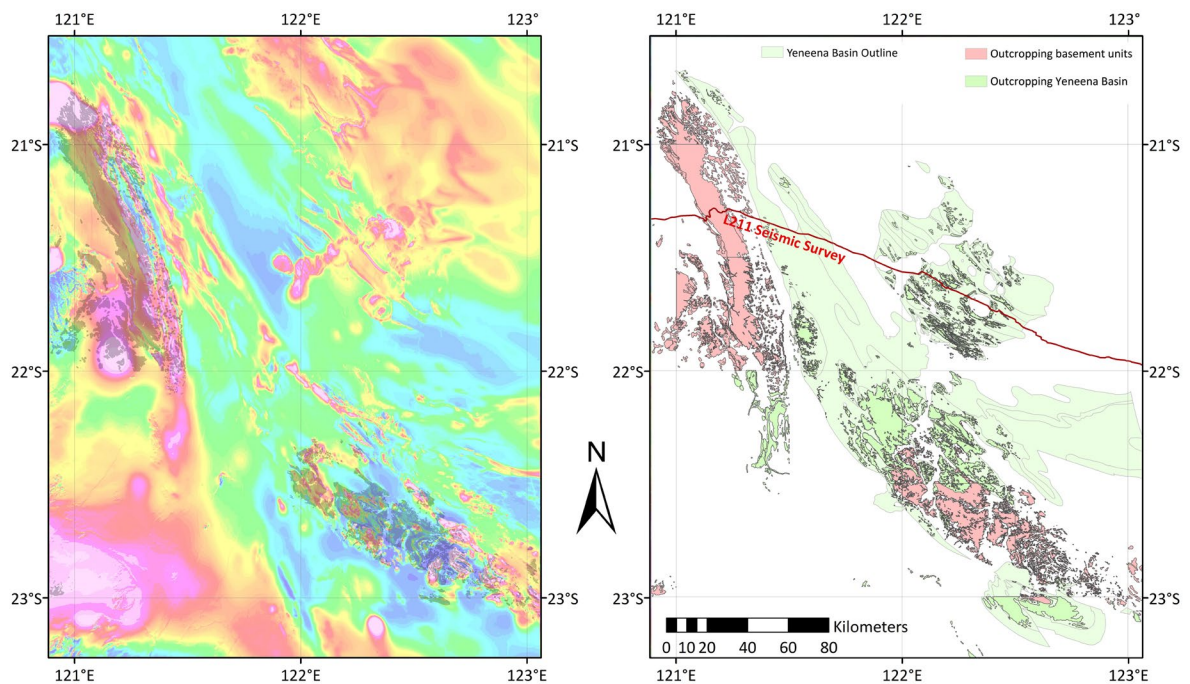 121°E 122°E 123°E 121°E 122°E 123°E
Yeneena Basin Outline Outcropping basement units
Outcropping Yeneena Basin
21°S 21°S 21°S 21°S
L211 Seismic Survey
22°S 22°S 22°S 22°S
N
23°S 23°S 23°S 23°S
Kilometers
0 10 20 40 60 80
121°E 122°E 123°E 121°E 122°E 123°E